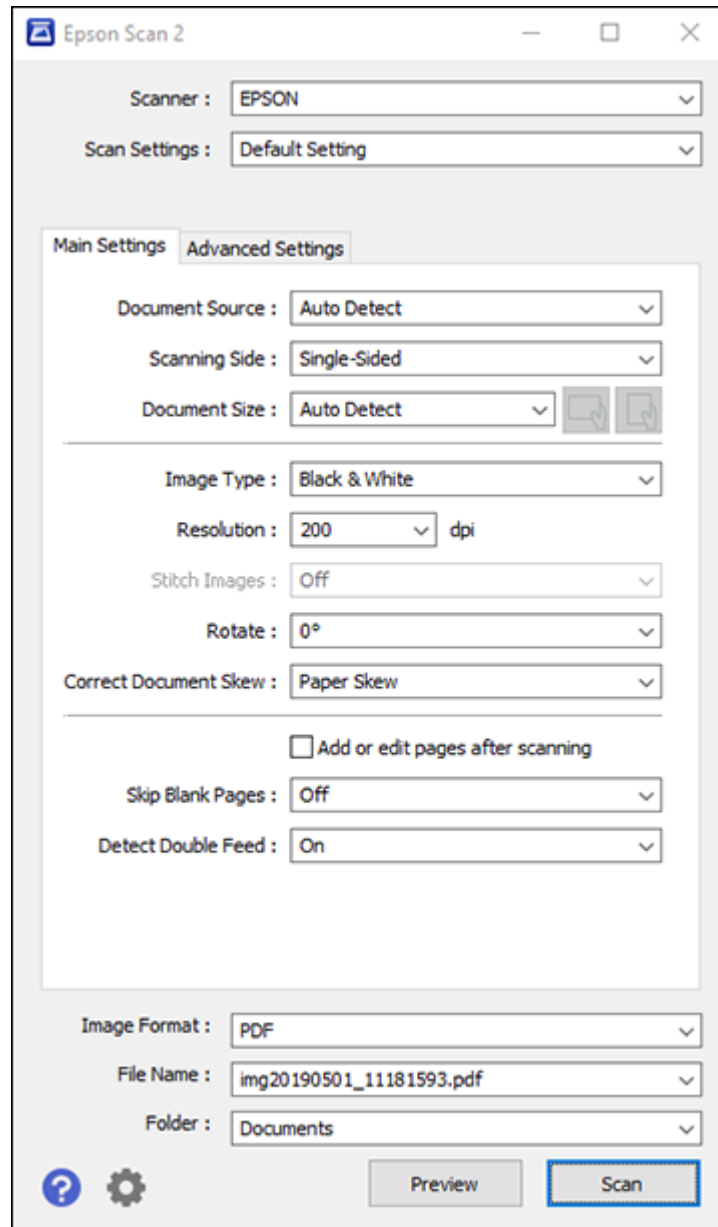 Epson Scan 2
Scanner : EPSON
Scan Settings : Default Setting
Main Settings Advanced Settings
Document Source : Auto Detect
Scanning Side : Single-Sided
Document Size : Auto Detect
Image Type : Black & White
Resolution : 200 dpi
Stitch Images : Off
Rotate : 0°
Correct Document Skew : Paper Skew
Add or edit pages after scanning
Skip Blank Pages : Off
Detect Double Feed : On
Image Format : PDF
File Name : img20190501_11181593.pdf
Folder : Documents
? Preview Scan